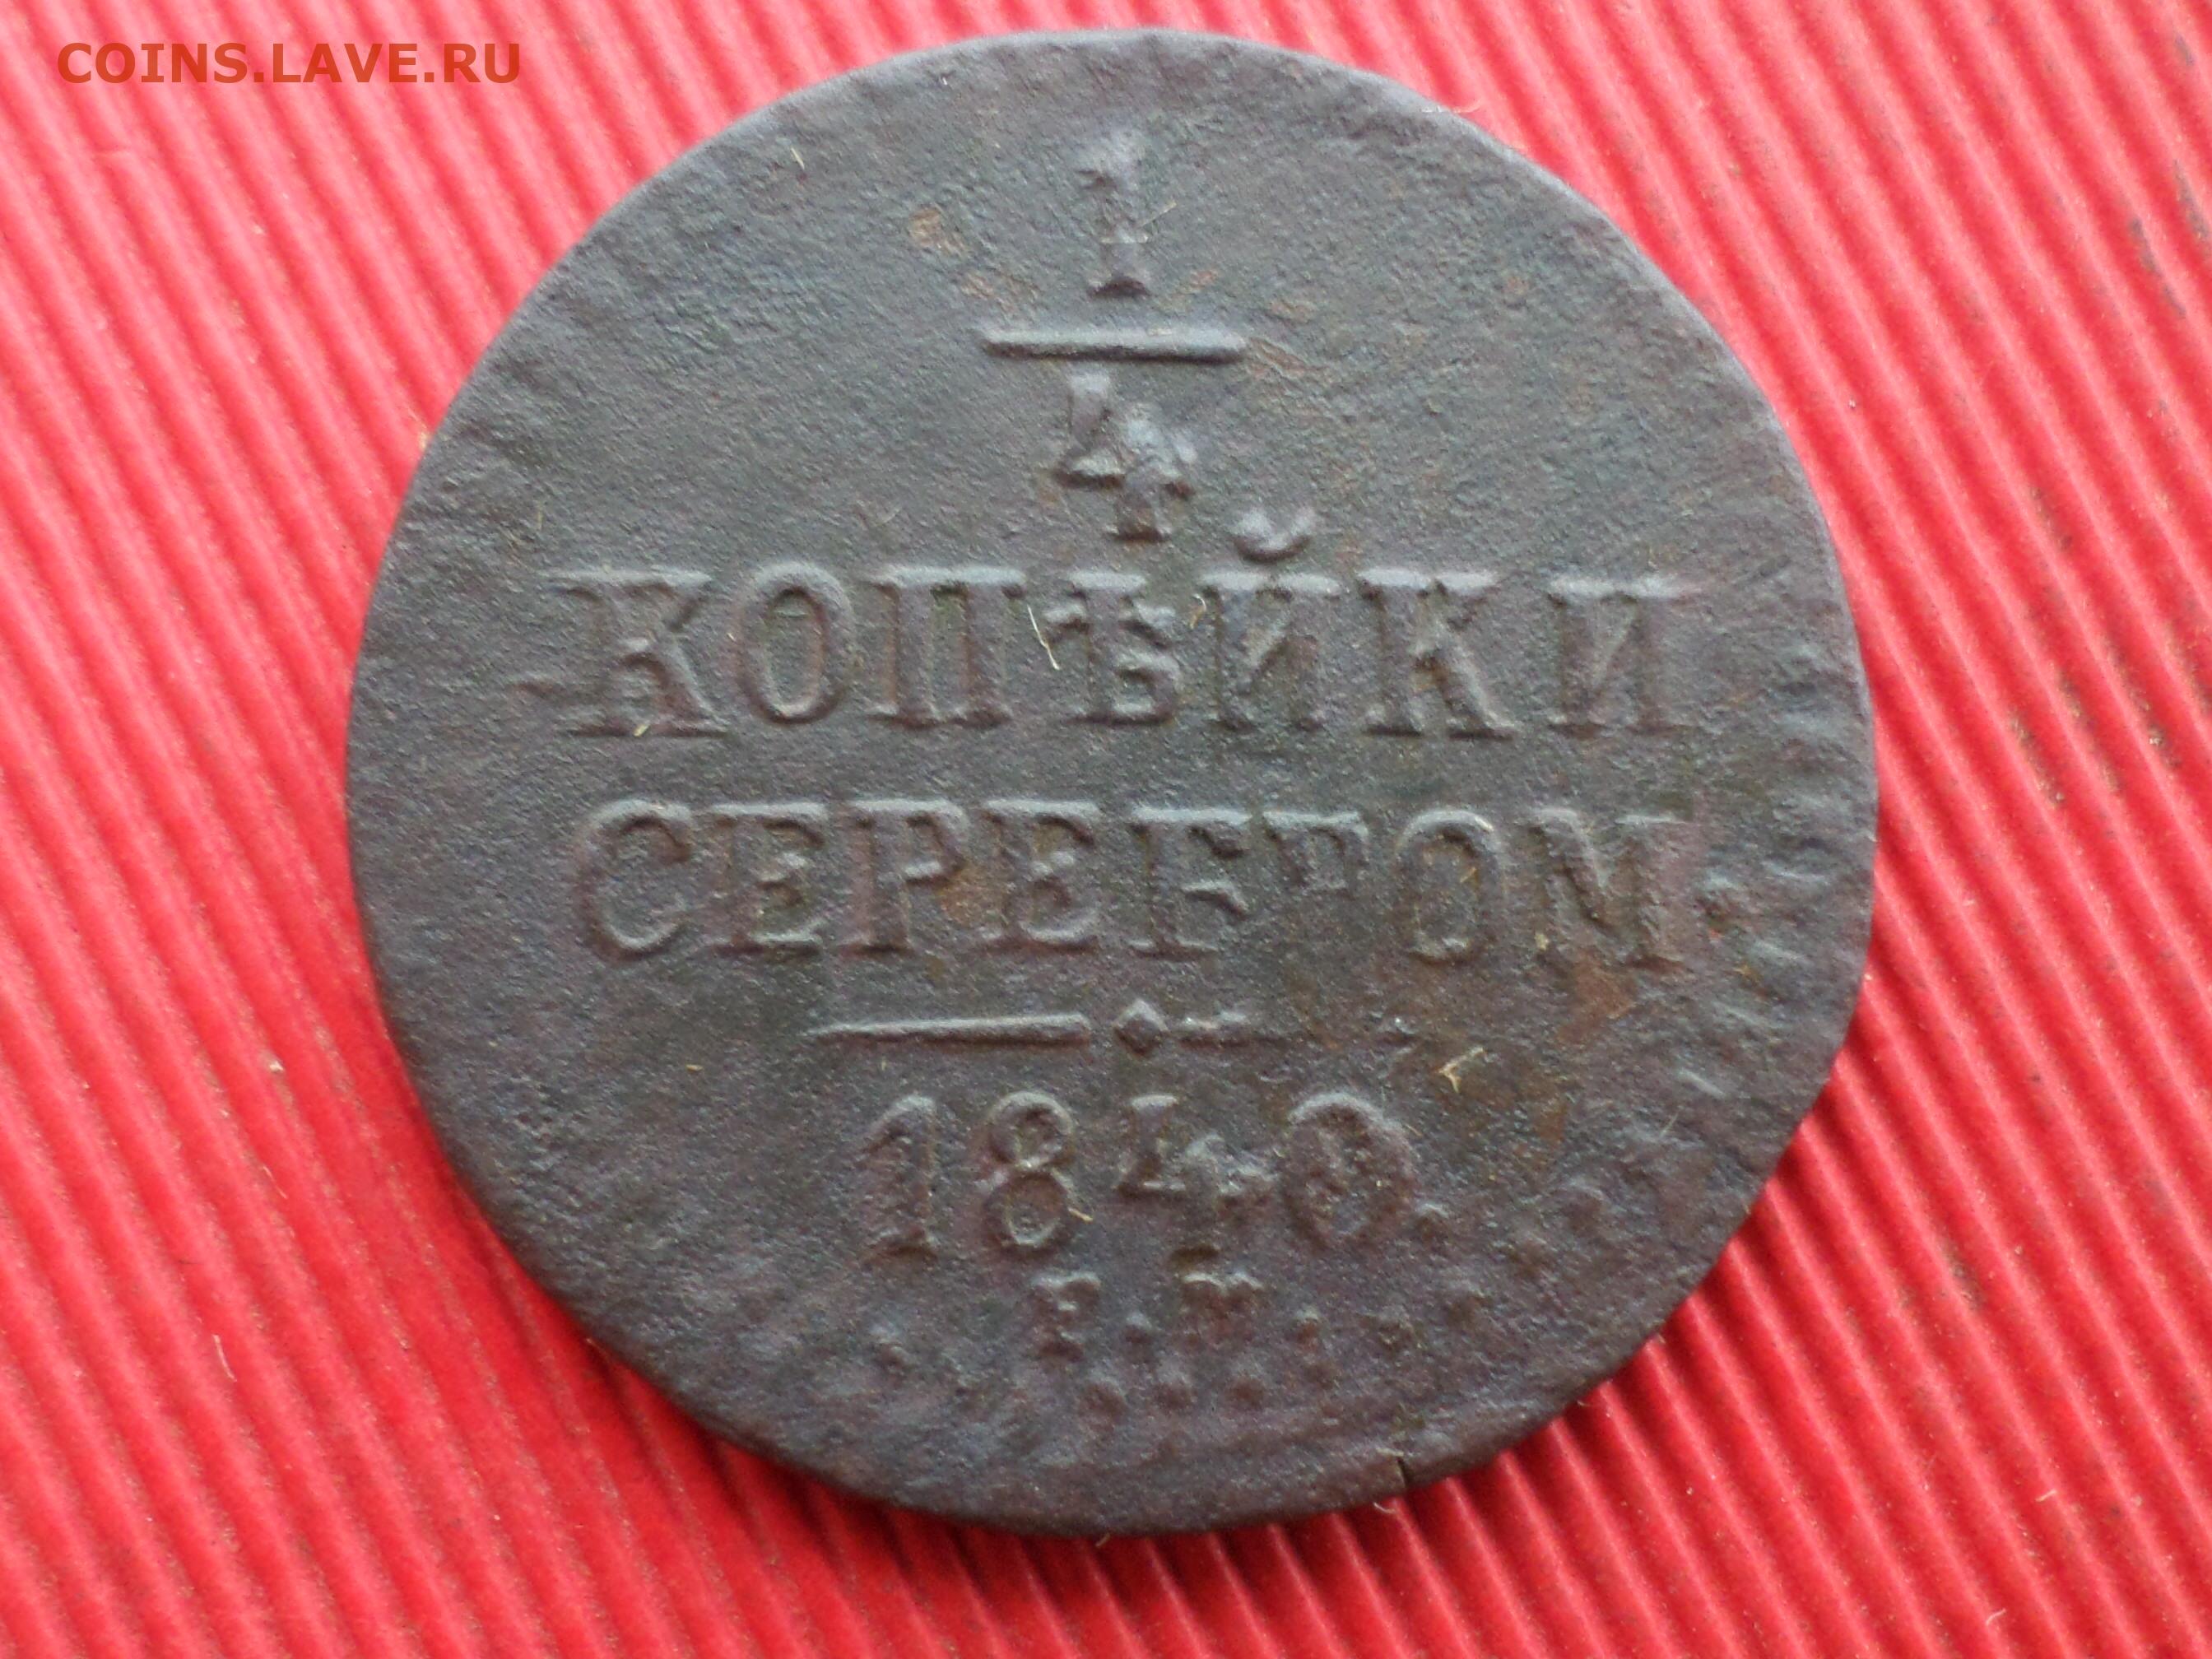 COINS.LAVE.RU
1
4
КОПѢЙКИ
СЕРЕБРОМ.
1840.
Е.М.